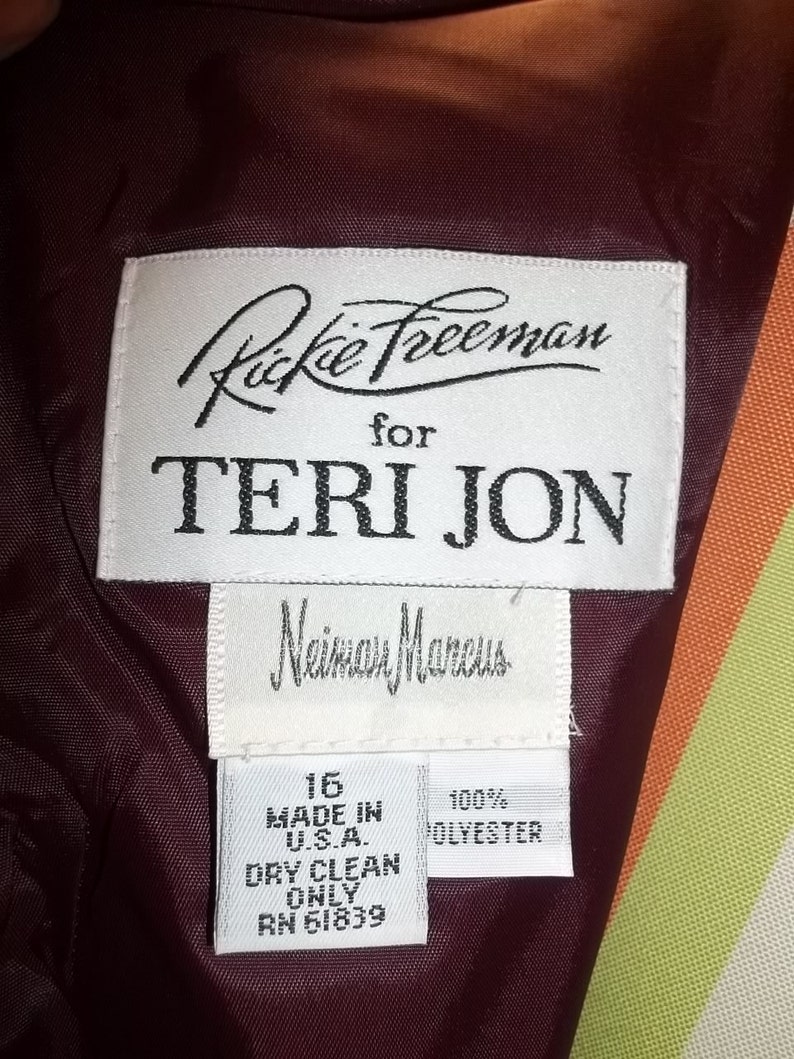 Rickie Freeman
for
TERI JON
Neiman Marcus
16
MADE IN
U.S.A.
DRY CLEAN
ONLY
RN 61839
100%
POLYESTER